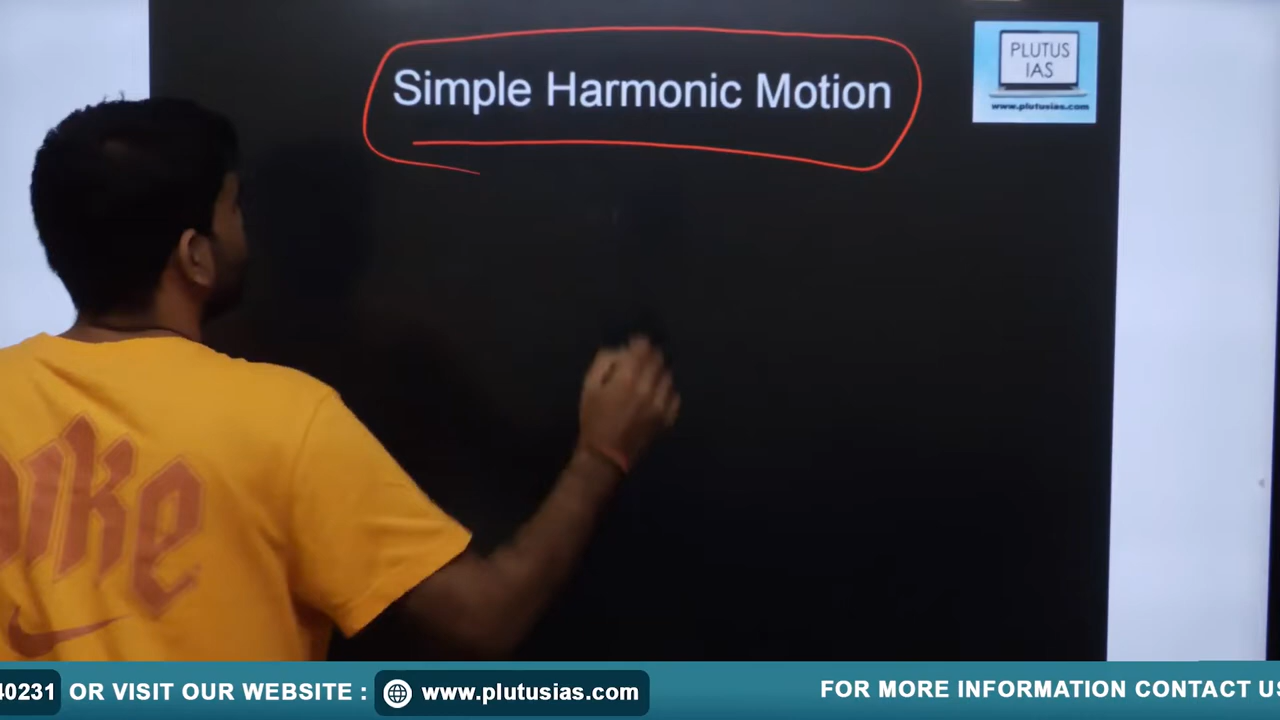 Simple Harmonic Motion
PLUTUS
IAS
www.plutusias.com
Nike
40231 OR VISIT OUR WEBSITE : www.plutusias.com
FOR MORE INFORMATION CONTACT US